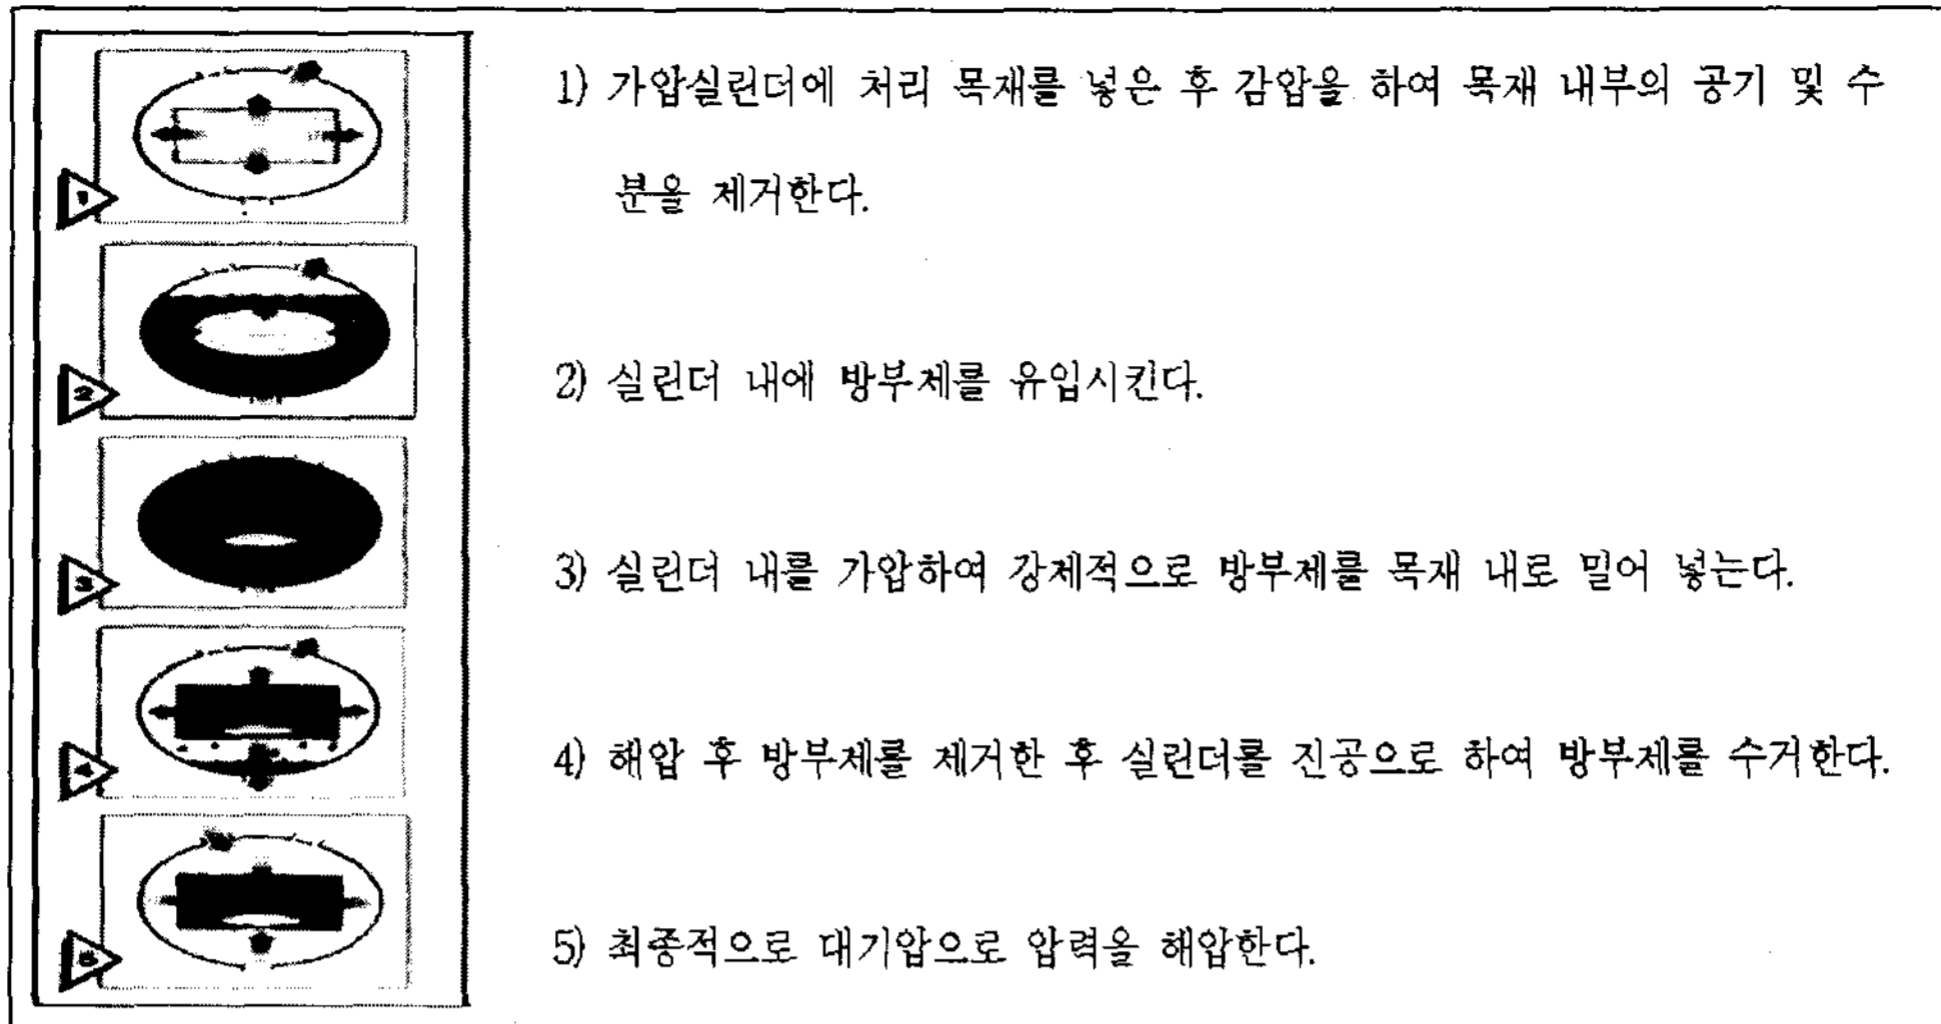 1) 가압실린더에 처리 목재를 넣은 후 감압을 하여 목재 내부의 공기 및 수
분을 제거한다.
1
2) 실린더 내에 방부제를 유입시킨다.
2
3) 실린더 내를 가압하여 강제적으로 방부제를 목재 내로 밀어 넣는다.
3
4) 해압 후 방부제를 제거한 후 실린더를 진공으로 하여 방부제를 수거한다.
4
5) 최종적으로 대기압으로 압력을 해압한다.